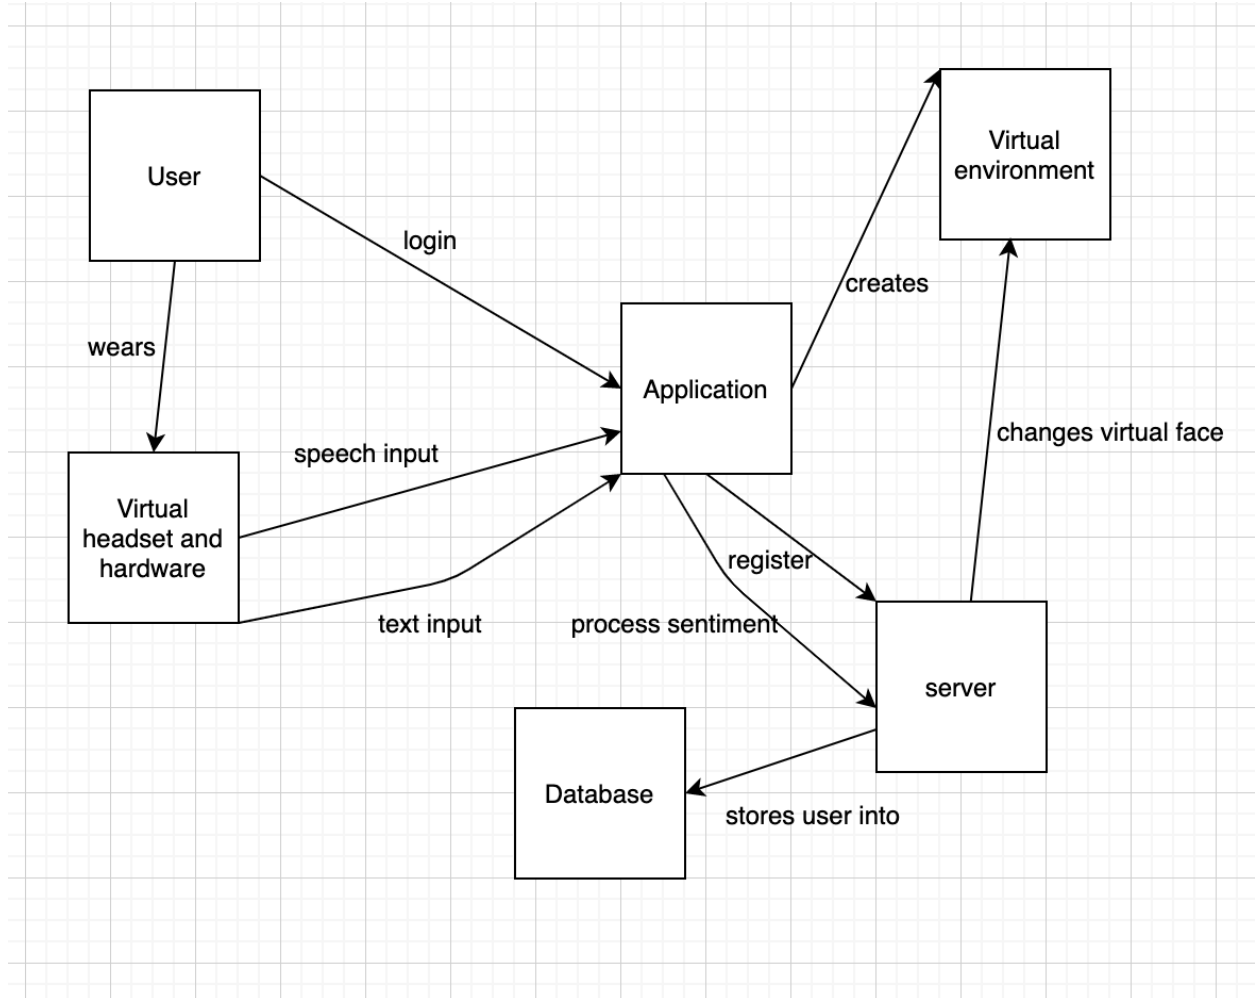 Virtual
environment
User
login
creates
wears
Application
changes virtual face
speech input
Virtual
headset and
hardware
register
text input
process sentiment
server
Database
stores user into